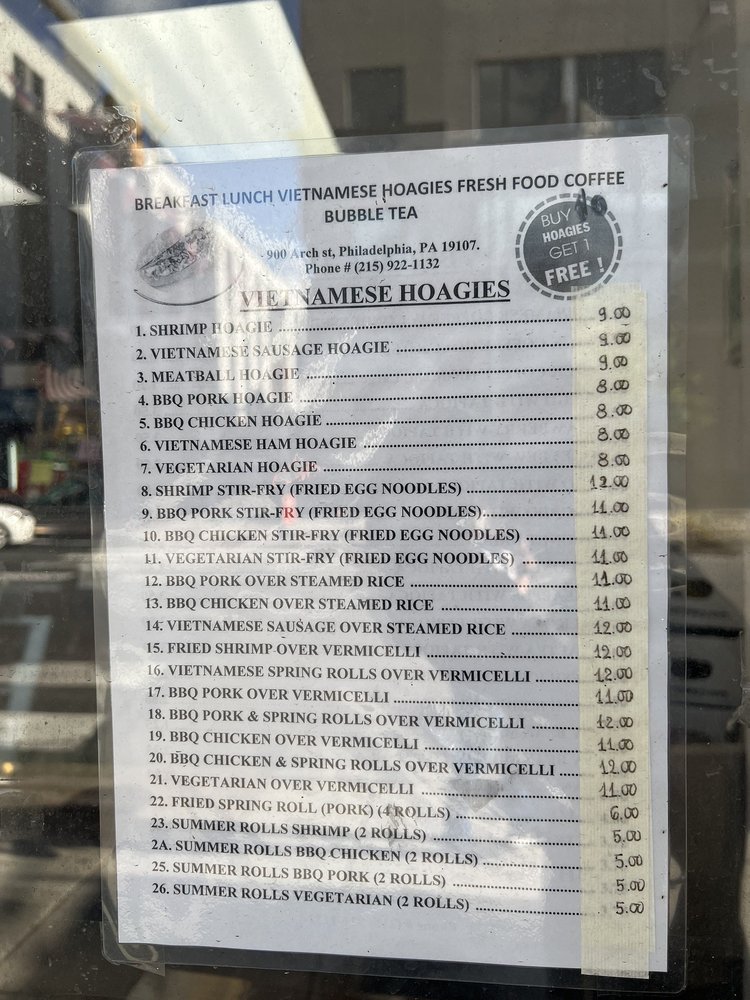 BREAKFAST LUNCH VIETNAMESE HOAGIES FRESH FOOD COFFEE
BUBBLE TEA
900 Arch st, Philadelphia, PA 19107.
Phone # (215) 922-1132
BUY 10
HOAGIES
GET 1
FREE !
VIETNAMESE HOAGIES
1. SHRIMP HOAGIE 9.00
2. VIETNAMESE SAUSAGE HOAGIE 9.00
3. MEATBALL HOAGIE 9.00
4. BBQ PORK HOAGIE 8.00
5. BBQ CHICKEN HOAGIE 8.00
6. VIETNAMESE HAM HOAGIE 8.00
7. VEGETARIAN HOAGIE 8.00
8. SHRIMP STIR-FRY (FRIED EGG NOODLES) 12.00
9. BBQ PORK STIR-FRY (FRIED EGG NOODLES) 11.00
10. BBQ CHICKEN STIR-FRY (FRIED EGG NOODLES) 11.00
11. VEGETARIAN STIR-FRY (FRIED EGG NOODLES) 11.00
12. BBQ PORK OVER STEAMED RICE 11.00
13. BBQ CHICKEN OVER STEAMED RICE 11.00
14. VIETNAMESE SAUSAGE OVER STEAMED RICE 12.00
15. FRIED SHRIMP OVER VERMICELLI 12.00
16. VIETNAMESE SPRING ROLLS OVER VERMICELLI 12.00
17. BBQ PORK OVER VERMICELLI 11.00
18. BBQ PORK & SPRING ROLLS OVER VERMICELLI 12.00
19. BBQ CHICKEN OVER VERMICELLI 11.00
20. BBQ CHICKEN & SPRING ROLLS OVER VERMICELLI 12.00
21. VEGETARIAN OVER VERMICELLI 11.00
22. FRIED SPRING ROLL (PORK) (4 ROLLS) 6.00
23. SUMMER ROLLS SHRIMP (2 ROLLS) 5.00
2A. SUMMER ROLLS BBQ CHICKEN (2 ROLLS) 5.00
25. SUMMER ROLLS BBQ PORK (2 ROLLS) 5.00
26. SUMMER ROLLS VEGETARIAN (2 ROLLS) 5.00